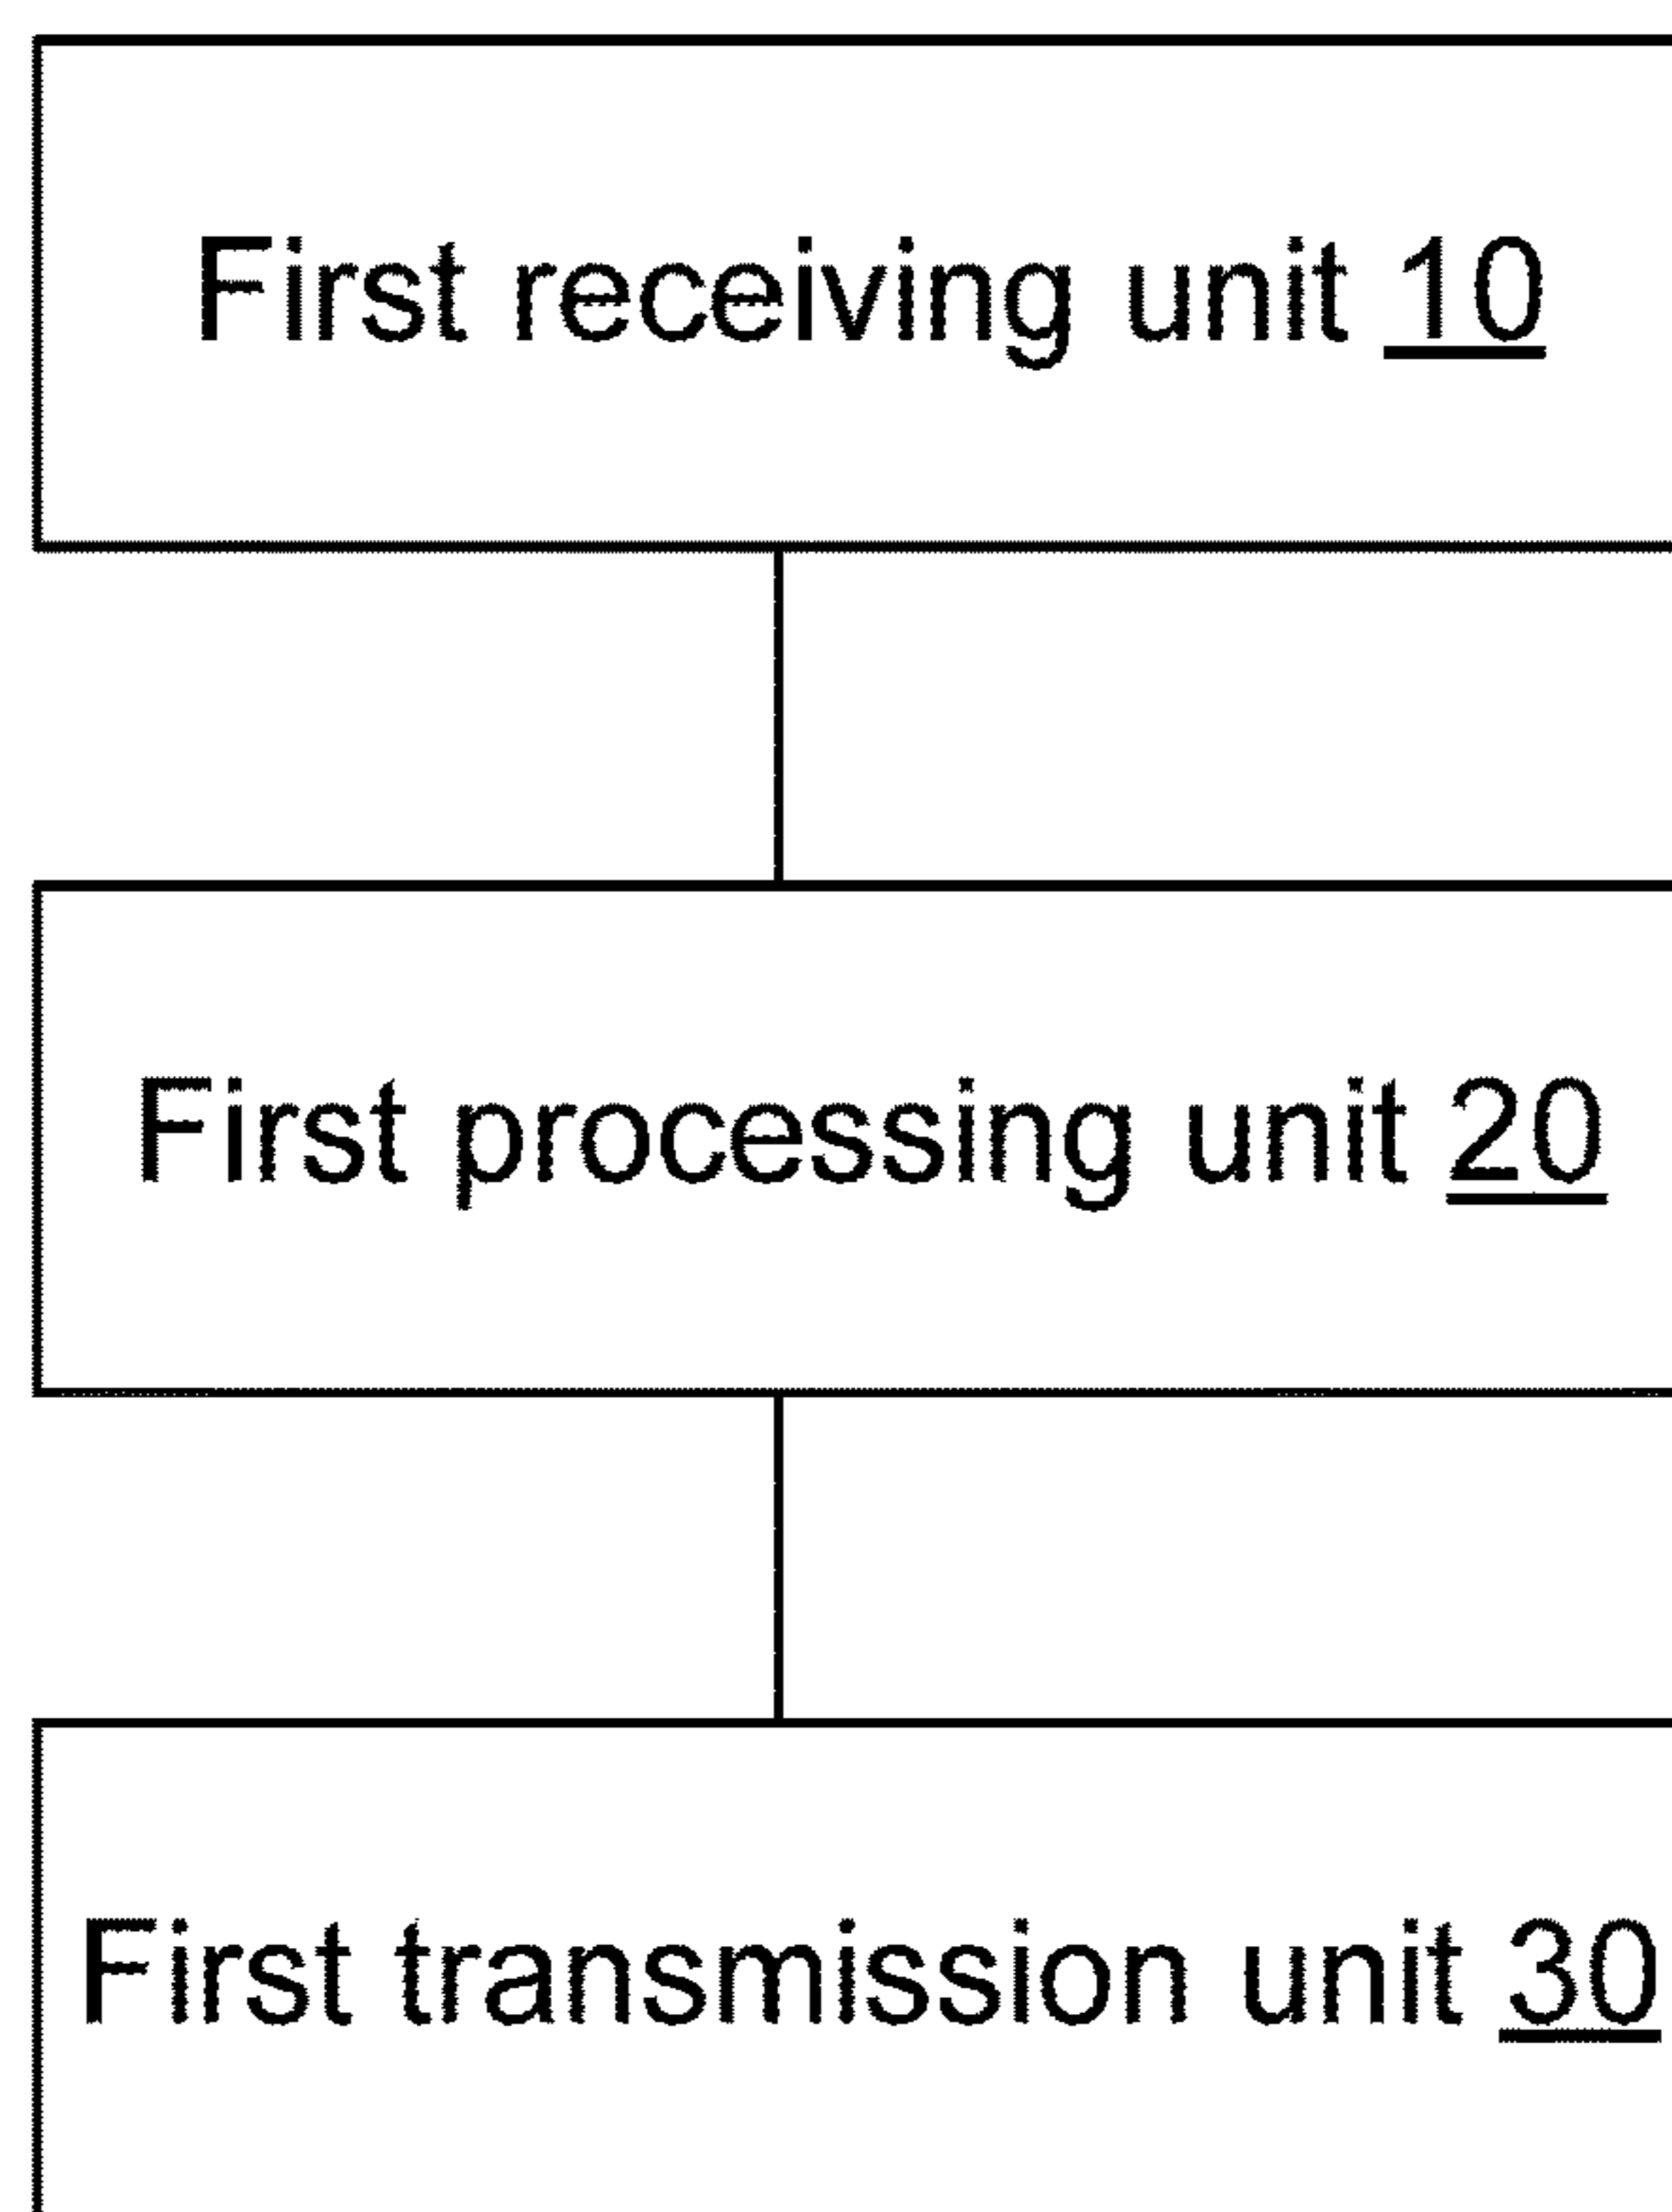 First receiving unit 10
First processing unit 20
First transmission unit 30